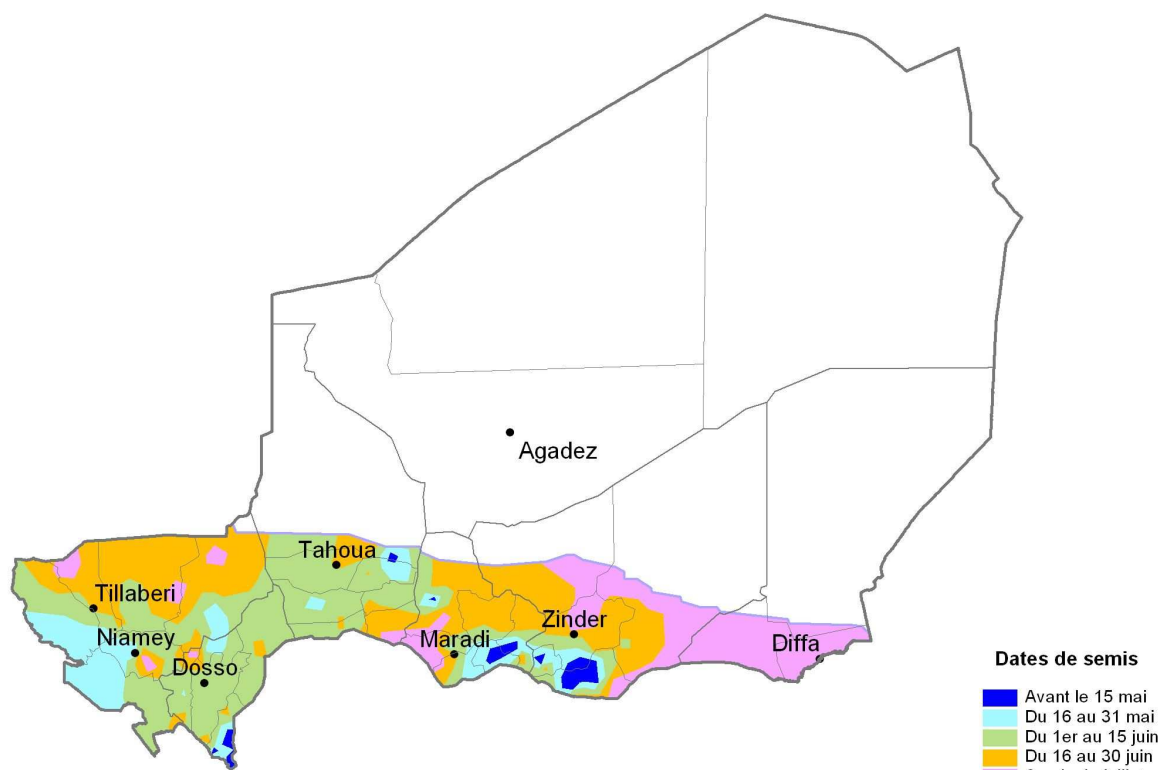 Agadez
Tahoua
Tillaberi
Zinder
Niamey
Maradi
Diffa
Dosso
Dates de semis
Avant le 15 mai
Du 16 au 31 mai
Du 1er au 15 juin
Du 16 au 30 juin